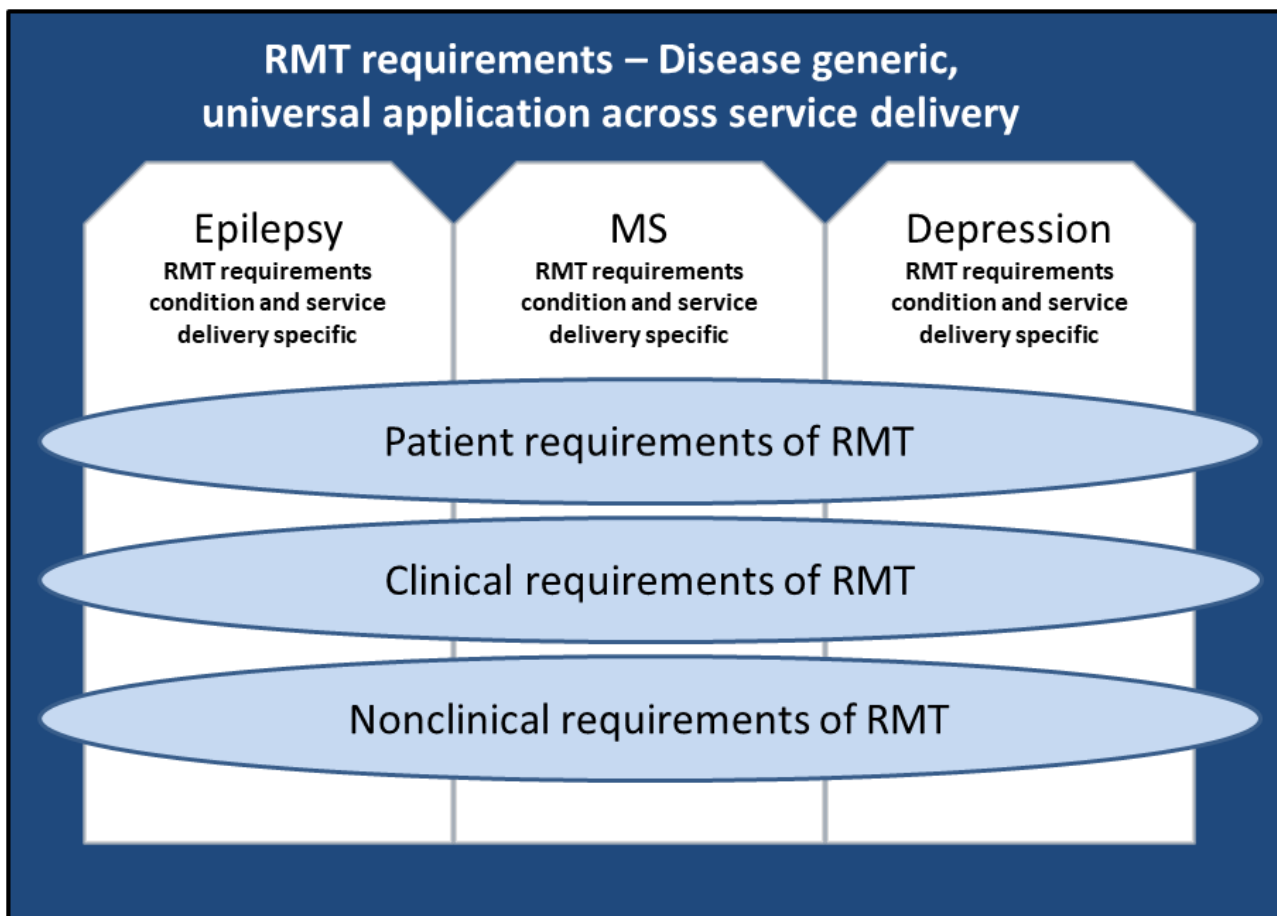 RMT requirements – Disease generic,
universal application across service delivery
Epilepsy
RMT requirements
condition and service
delivery specific
MS
RMT requirements
condition and service
delivery specific
Depression
RMT requirements
condition and service
delivery specific
Patient requirements of RMT
Clinical requirements of RMT
Nonclinical requirements of RMT